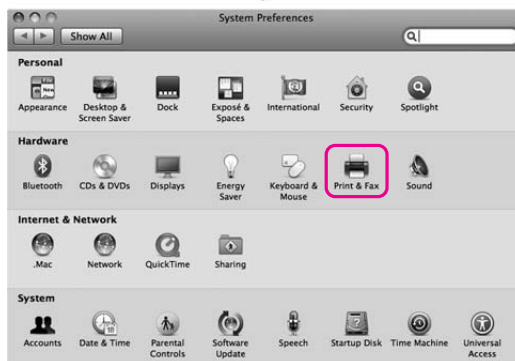 System Preferences
Show All
Personal
Appearance
Desktop &
Screen Saver
Dock
Exposé &
Spaces
International
Security
Spotlight
Hardware
Bluetooth
CDs & DVDs
Displays
Energy
Saver
Keyboard &
Mouse
Print & Fax
Sound
Internet & Network
.Mac
Network
QuickTime
Sharing
System
Accounts
Date & Time
Parental
Controls
Software
Update
Speech
Startup Disk
Time Machine
Universal
Access